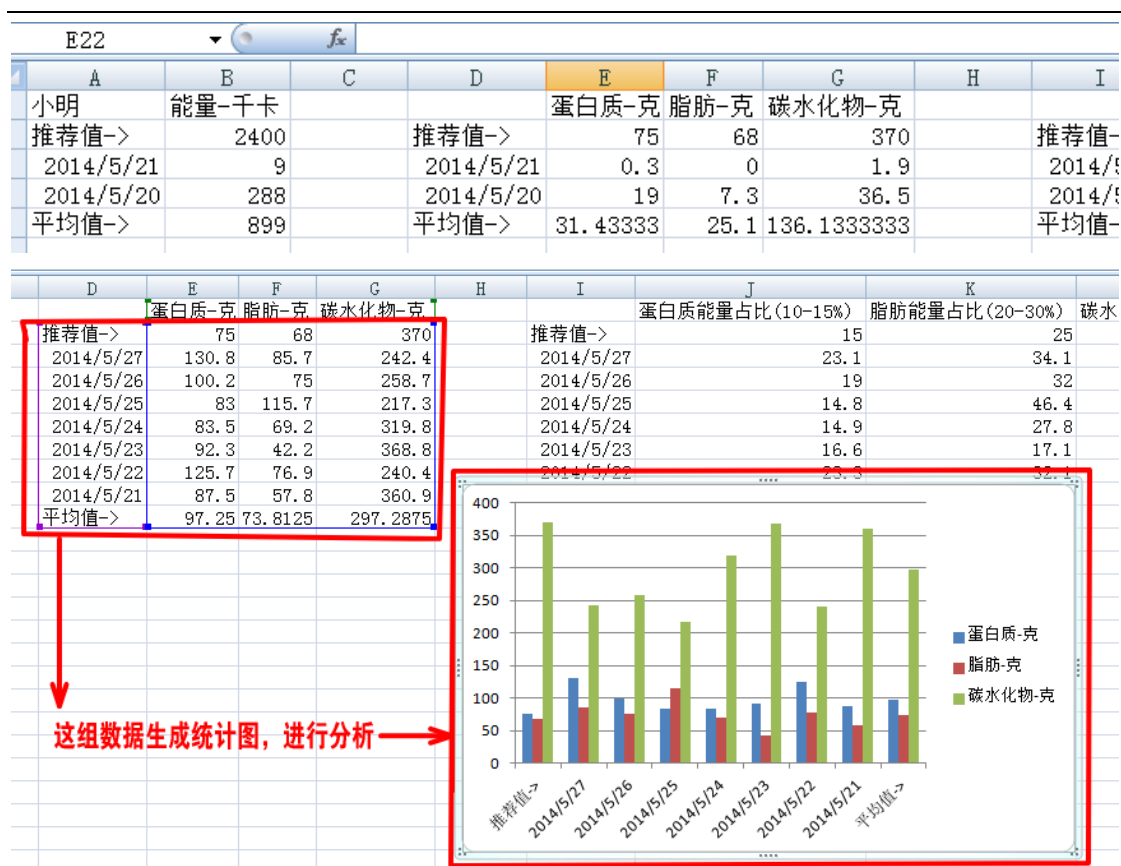 E22 fx
A B C D E F G H I
小明 能量-千卡 蛋白质-克 脂肪-克 碳水化物-克
推荐值-> 2400 推荐值-> 75 68 370 推荐值-
2014/5/21 9 2014/5/21 0.3 0 1.9 2014/5
2014/5/20 288 2014/5/20 19 7.3 36.5 2014/5
平均值-> 899 平均值-> 31.43333 25.1 136.1333333 平均值-
D E F G H I J K
蛋白质-克 脂肪-克 碳水化物-克 蛋白质能量占比(10-15%) 脂肪能量占比(20-30%) 碳水
推荐值-> 75 68 370 推荐值-> 15 25
2014/5/27 130.8 85.7 242.4 2014/5/27 23.1 34.1
2014/5/26 100.2 75 258.7 2014/5/26 19 32
2014/5/25 83 115.7 217.3 2014/5/25 14.8 46.4
2014/5/24 83.5 69.2 319.8 2014/5/24 14.9 27.8
2014/5/23 92.3 42.2 368.8 2014/5/23 16.6 17.1
2014/5/22 125.7 76.9 240.4 2014/5/22
2014/5/21 87.5 57.8 360.9
平均值-> 97.25 73.8125 297.2875
400
350
300
250
200
150
100
50
0
蛋白质-克
脂肪-克
碳水化物-克
推荐值-> 2014/5/27 2014/5/26 2014/5/25 2014/5/24 2014/5/23 2014/5/22 2014/5/21 平均值->
这组数据生成统计图，进行分析